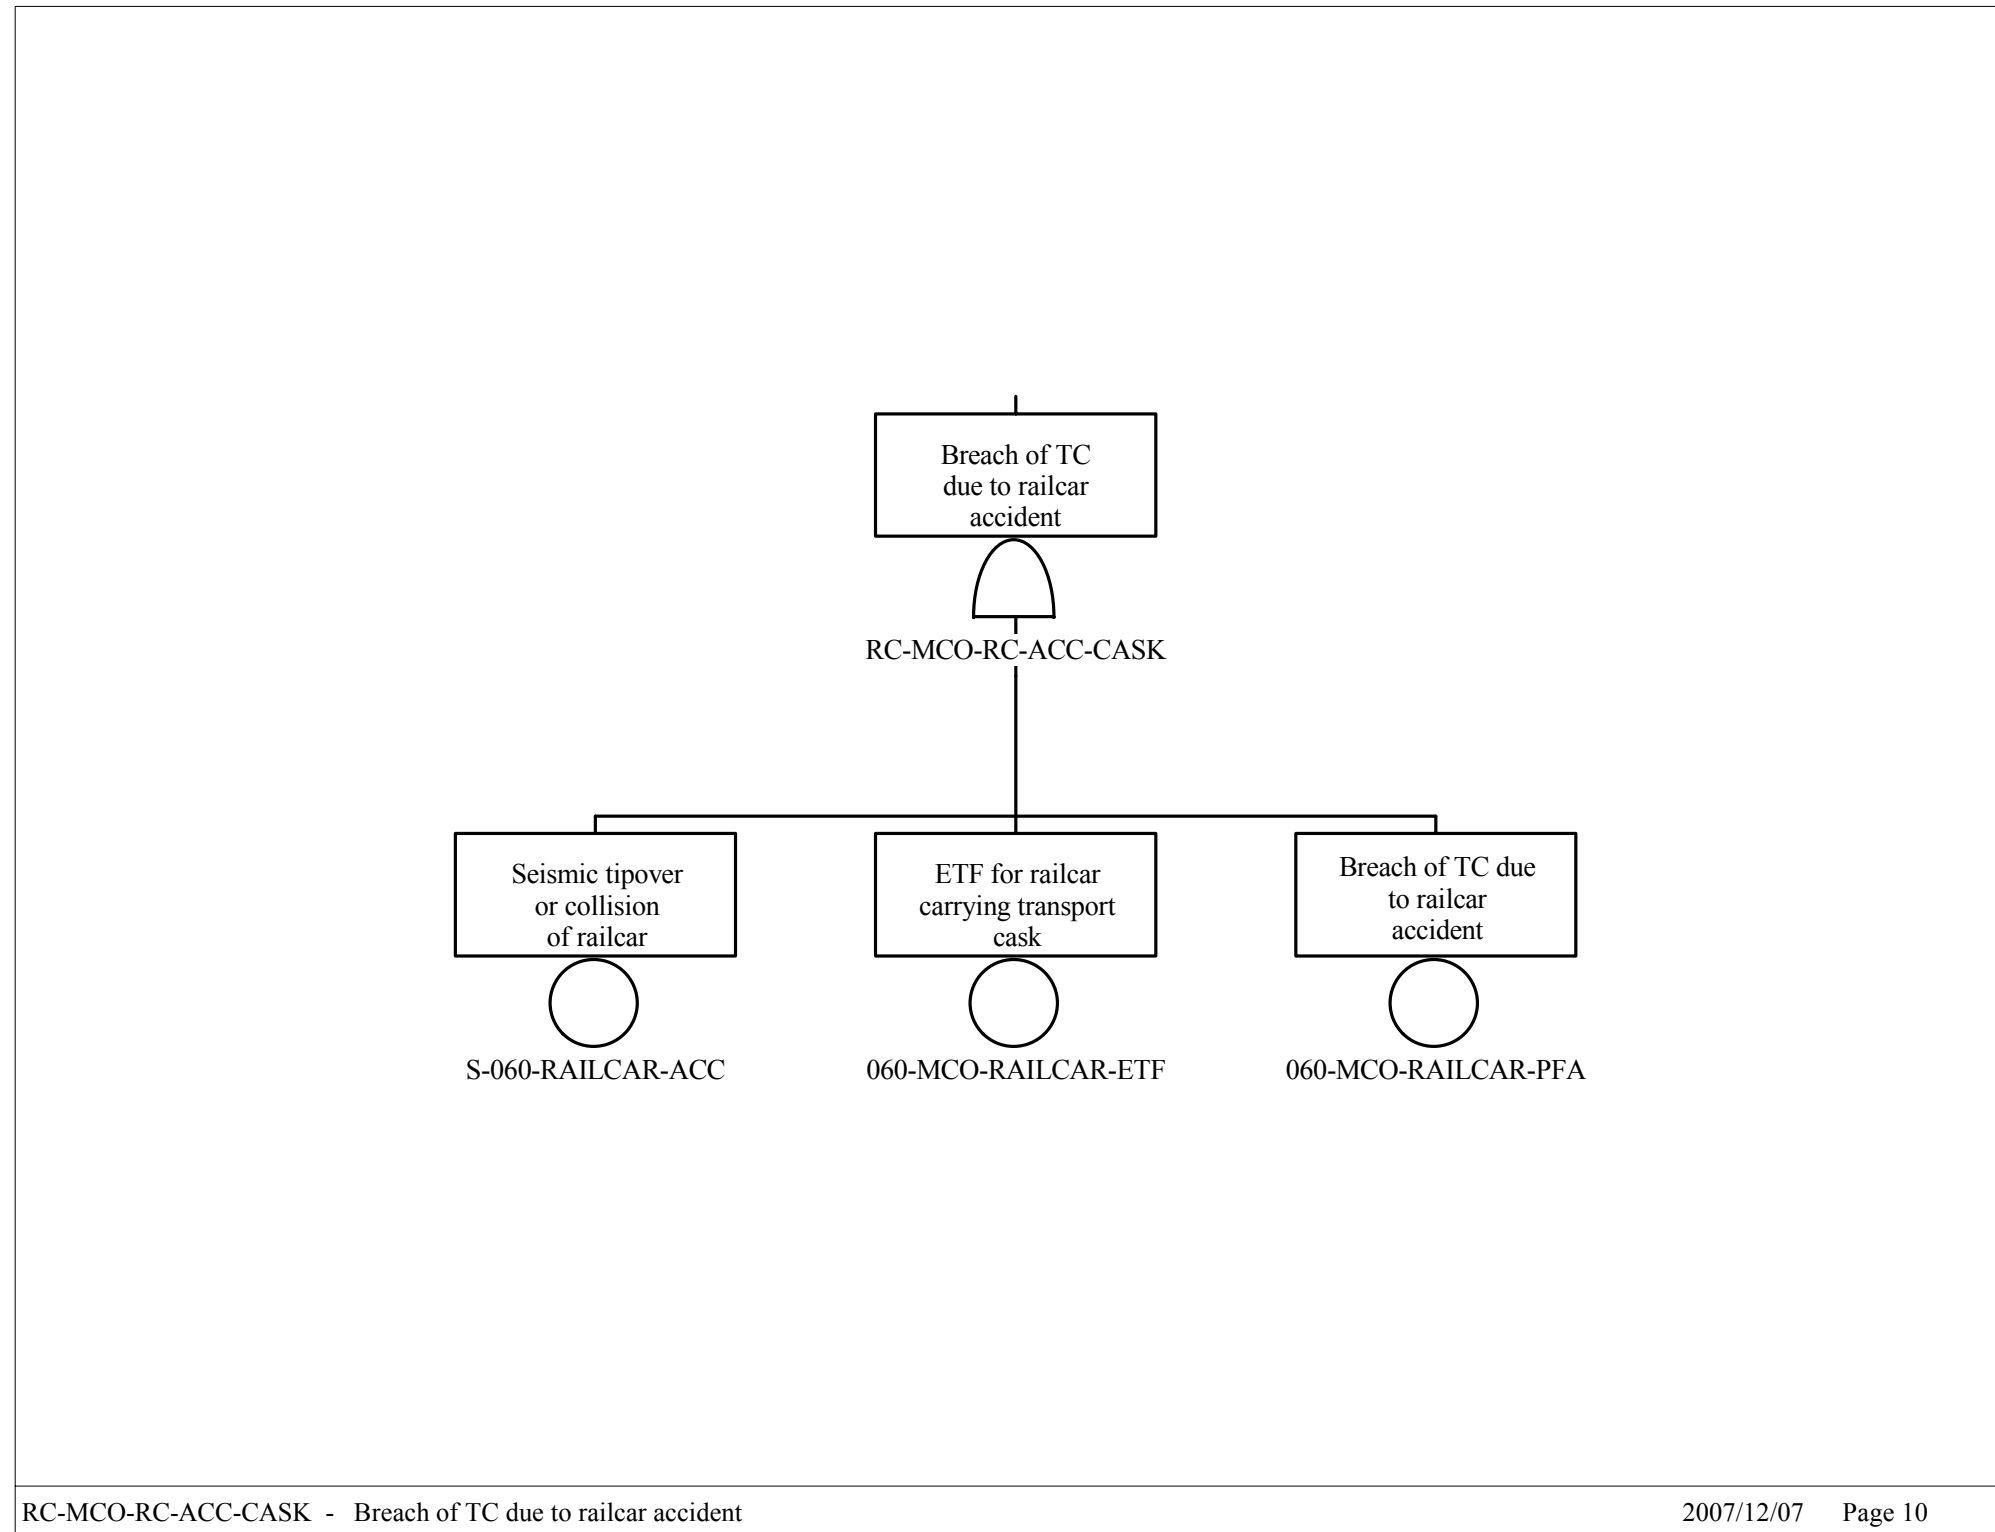 Breach of TC
due to railcar
accident
RC-MCO-RC-ACC-CASK
Seismic tipover
or collision
of railcar
S-060-RAILCAR-ACC
ETF for railcar
carrying transport
cask
060-MCO-RAILCAR-ETF
Breach of TC due
to railcar
accident
060-MCO-RAILCAR-PFA
RC-MCO-RC-ACC-CASK - Breach of TC due to railcar accident
2007/12/07 Page 10